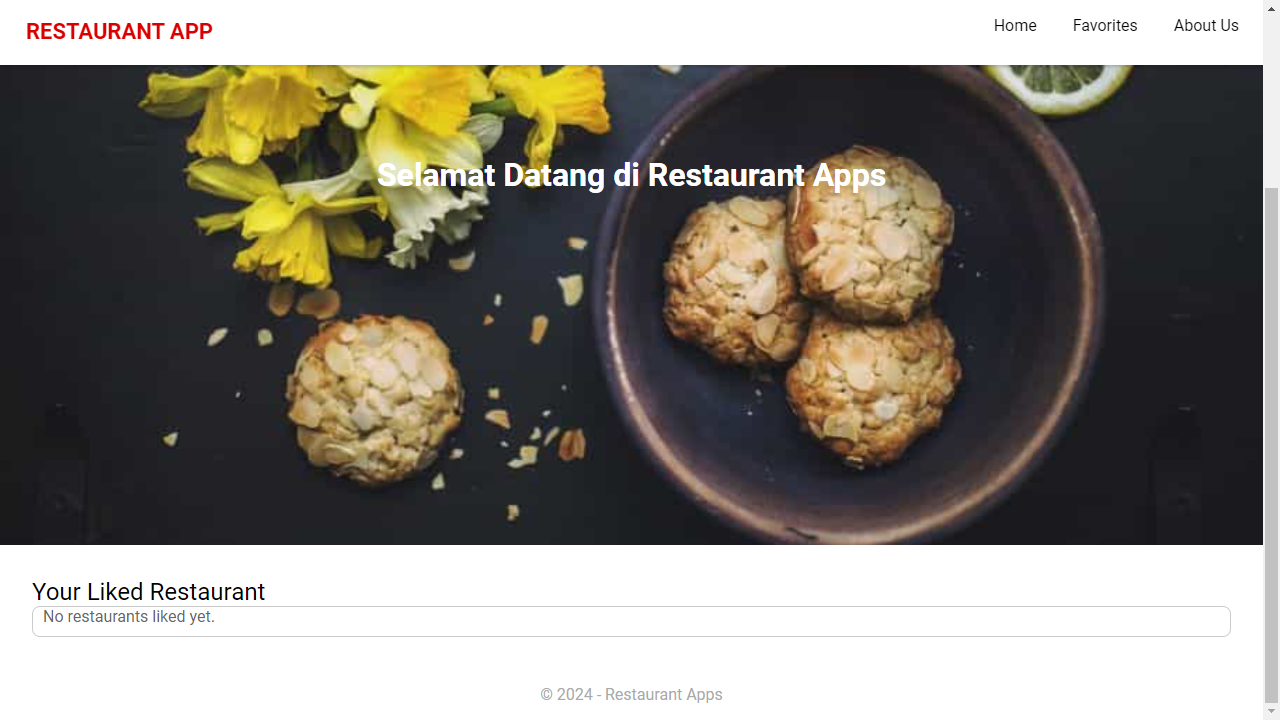 RESTAURANT APP
Home
Favorites
About Us
Selamat Datang di Restaurant Apps
Your Liked Restaurant
No restaurants liked yet.
© 2024 - Restaurant Apps